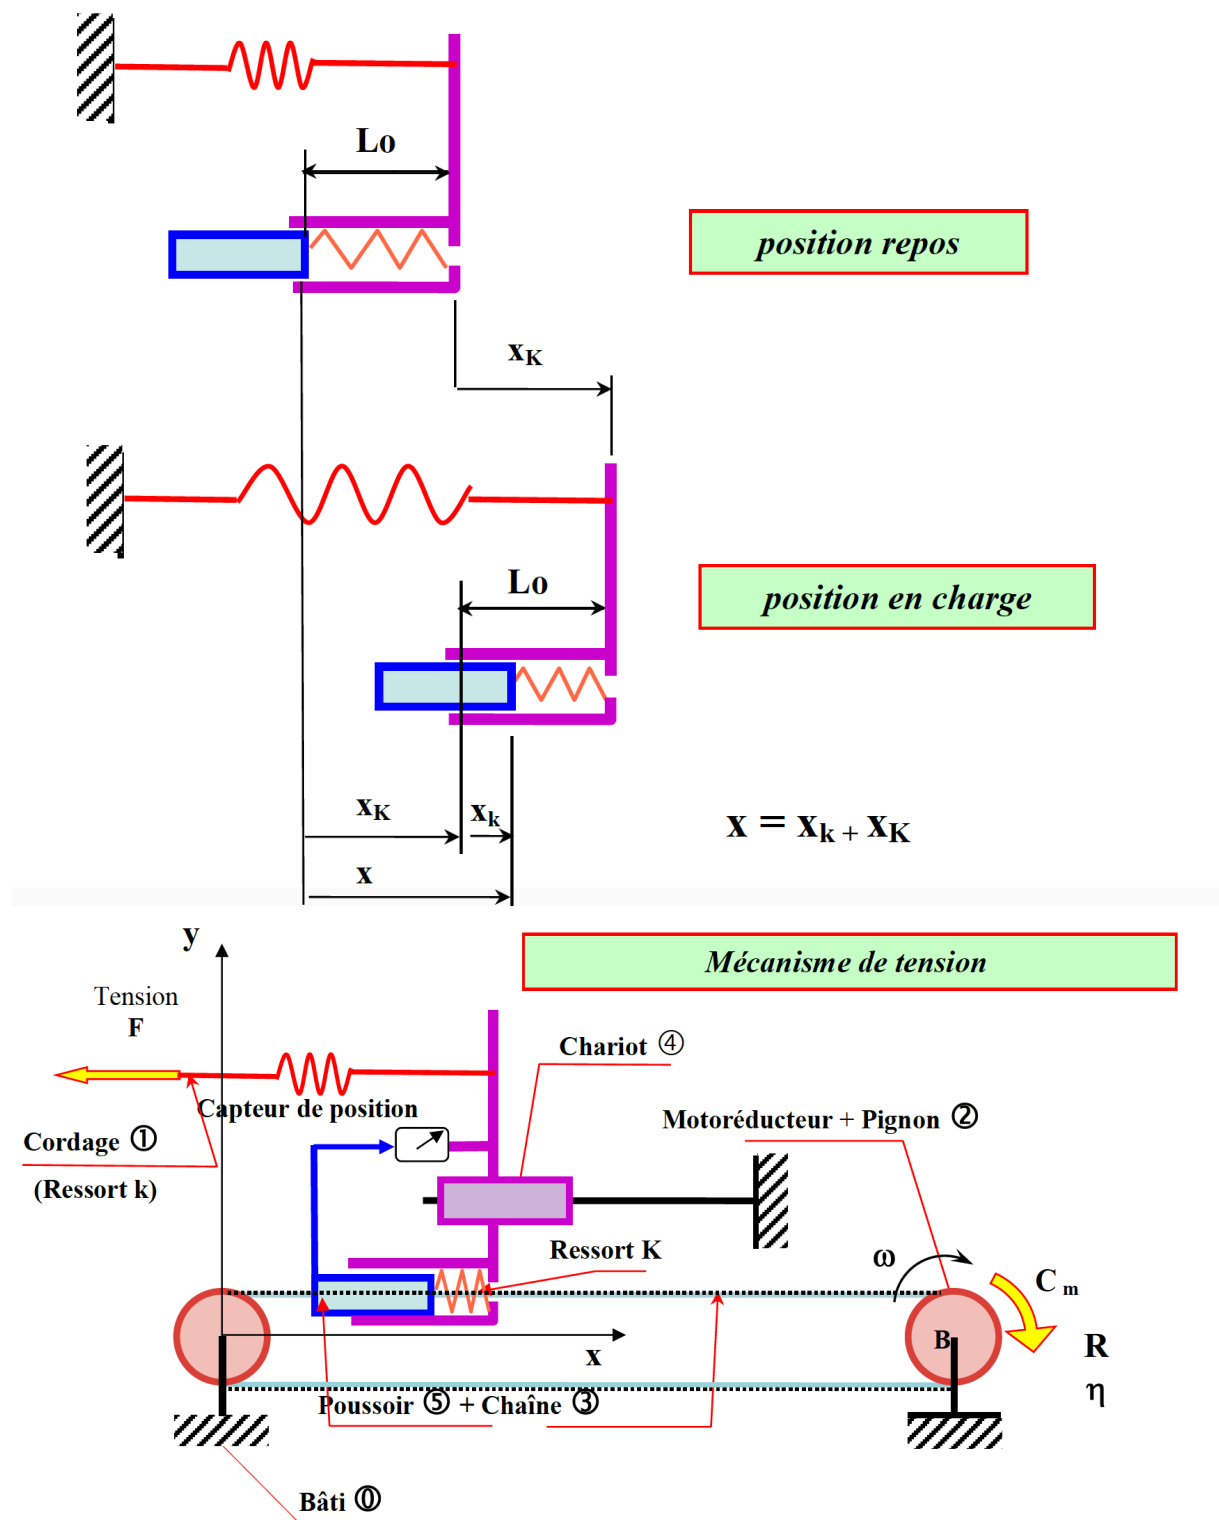 Lo
position repos
xK
Lo
position en charge
xK
xk
x = xk + xK
x
y
Mécanisme de tension
Tension
F
Chariot ④
Capteur de position
Motoréducteur + Pignon ②
Cordage ①
(Ressort k)
Ressort K
ω
C m
B
R
x
η
Poussoir ⑤ + Chaîne ③
Bâti ⓪